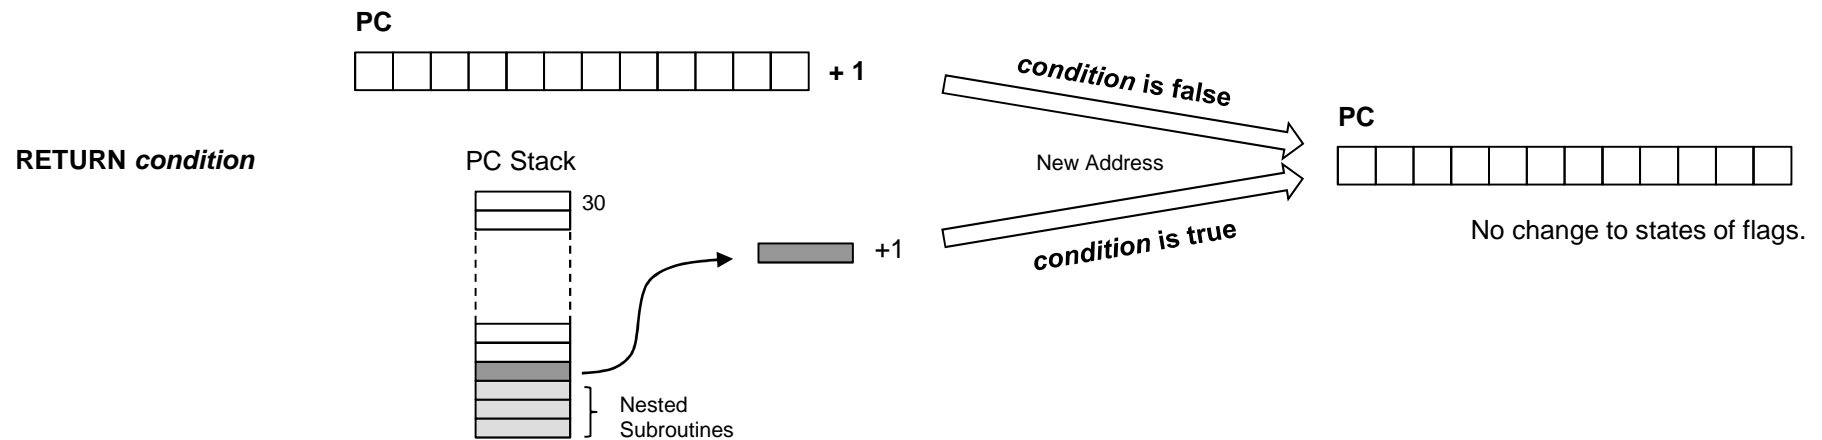 PC
+ 1
condition is false
PC
RETURN condition
PC Stack
New Address
30
No change to states of flags.
+1
condition is true
Nested
Subroutines